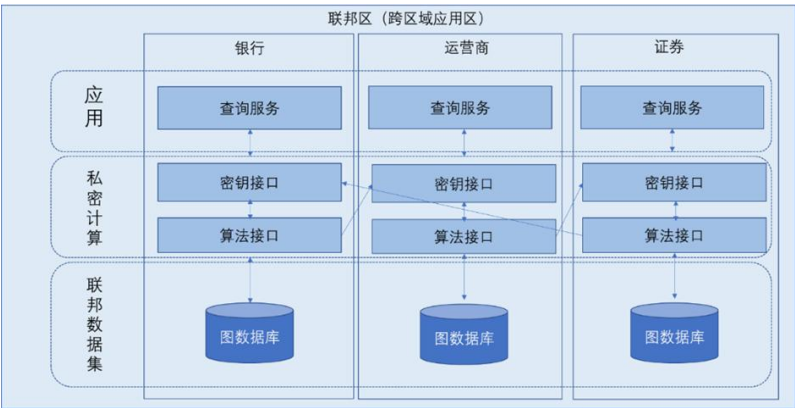 联邦区（跨区域应用区）
银行
运营商
证券
应用
查询服务
查询服务
查询服务
私密计算
密钥接口
密钥接口
密钥接口
算法接口
算法接口
算法接口
联邦数据集
图数据库
图数据库
图数据库